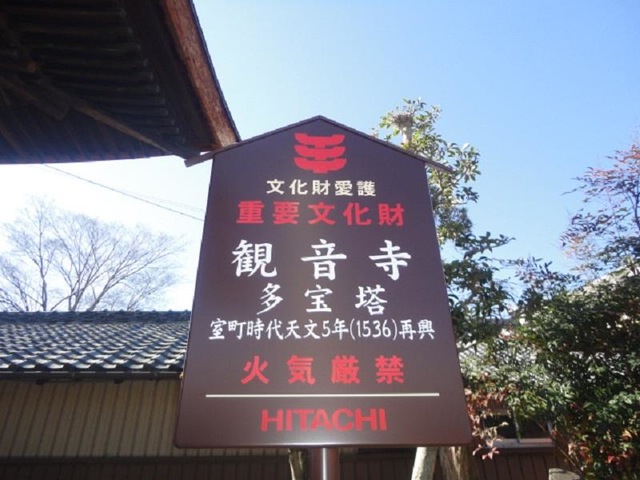 文化財愛護
重要文化財
観音寺
多宝塔
室町時代天文5年(1536)再興
火気厳禁
HITACHI